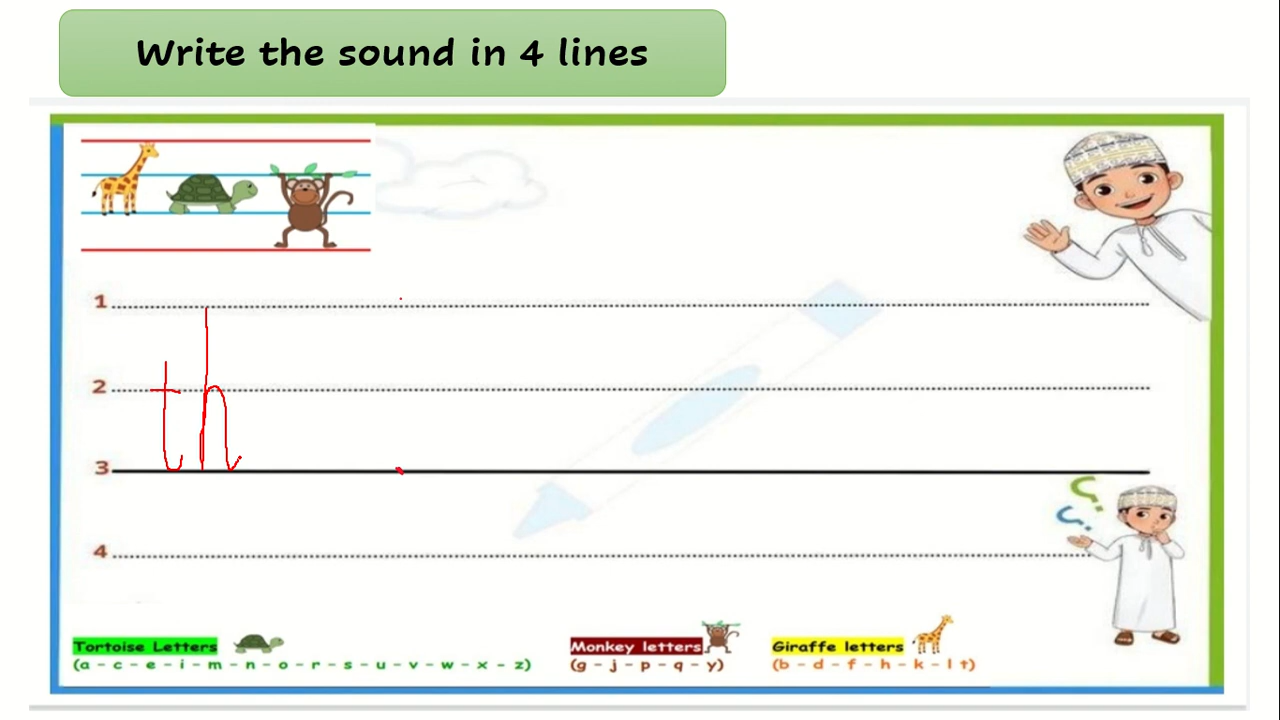 Write the sound in 4 lines
1
th
2
3
4
Tortoise Letters
(a - c - e - i - m - n - o - r - s - u - v - w - x - z)
Monkey letters
(g - j - p - q - y)
Giraffe letters
(b - d - f - h - k - l t)